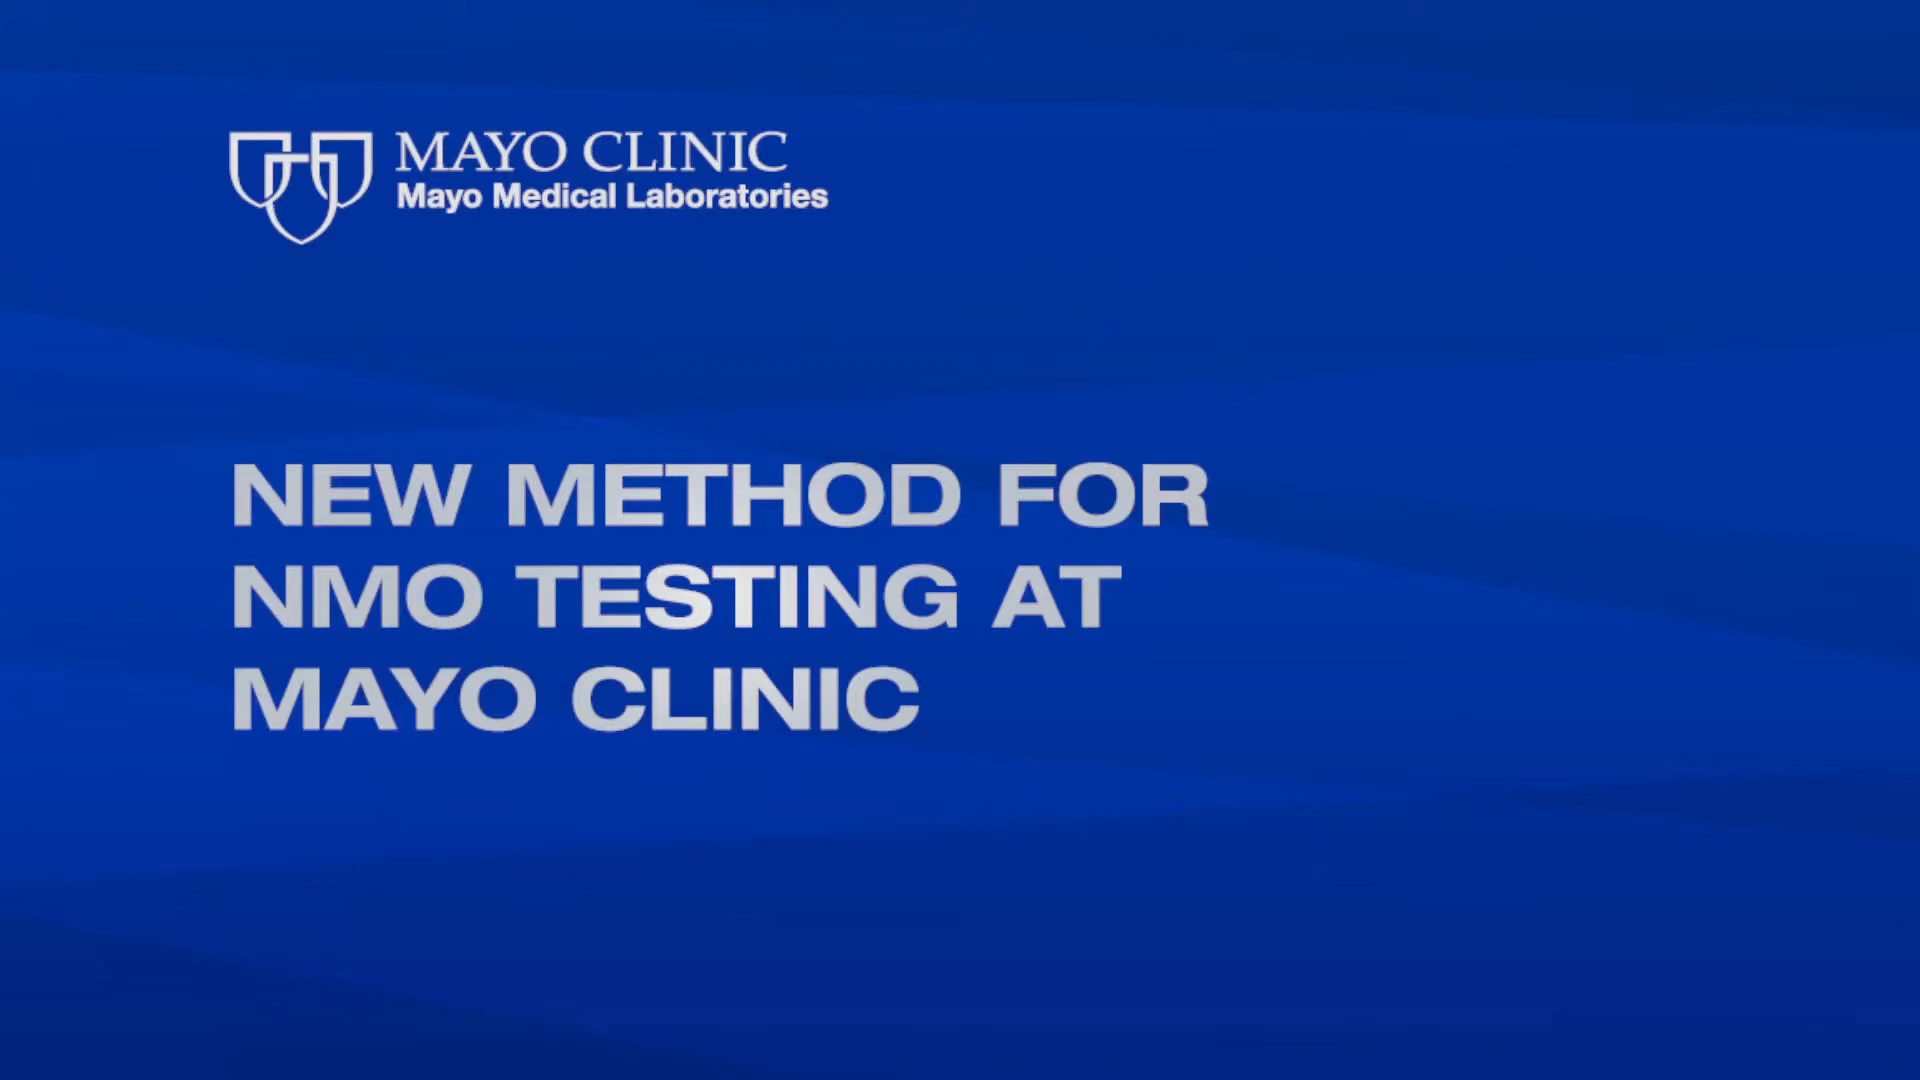 MAYO CLINIC
Mayo Medical Laboratories
NEW METHOD FOR
NMO TESTING AT
MAYO CLINIC